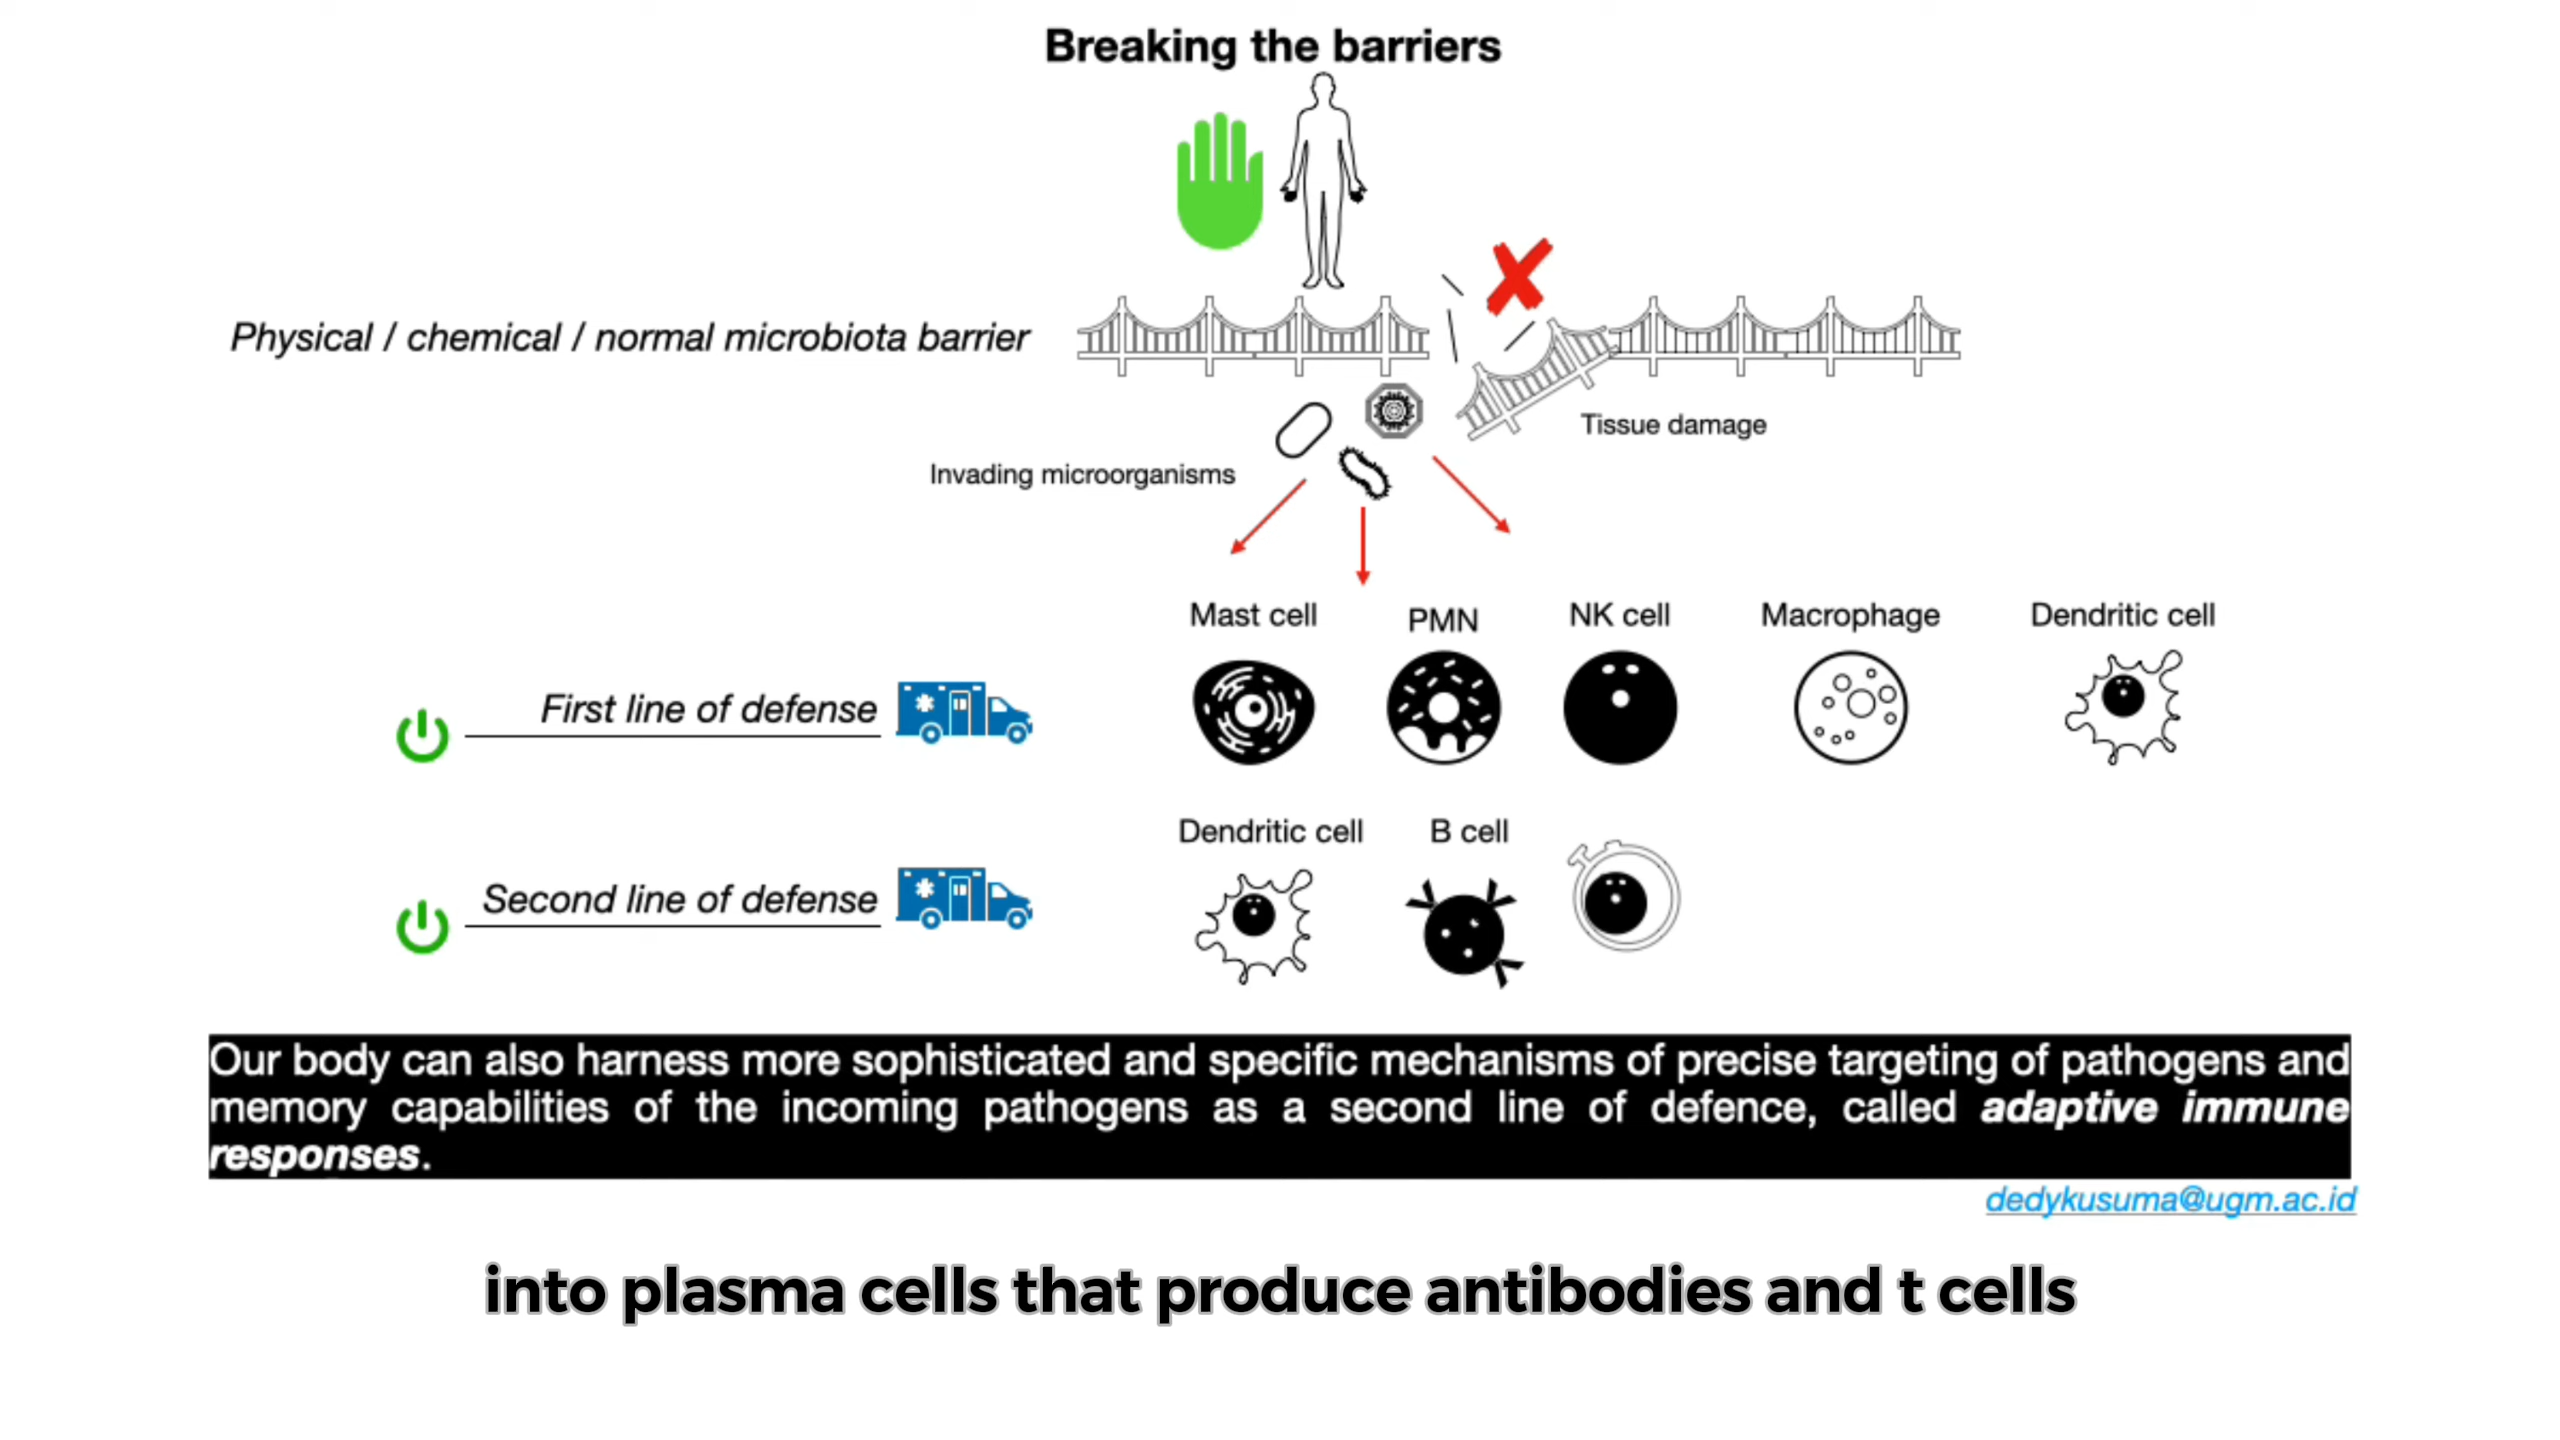 Breaking the barriers
Physical / chemical / normal microbiota barrier
Tissue damage
Invading microorganisms
Mast cell
PMN
NK cell
Macrophage
Dendritic cell
First line of defense
Dendritic cell
B cell
Second line of defense
Our body can also harness more sophisticated and specific mechanisms of precise targeting of pathogens and
memory capabilities of the incoming pathogens as a second line of defence, called adaptive immune
responses.
dedykusuma@ugm.ac.id
into plasma cells that produce antibodies and t cells